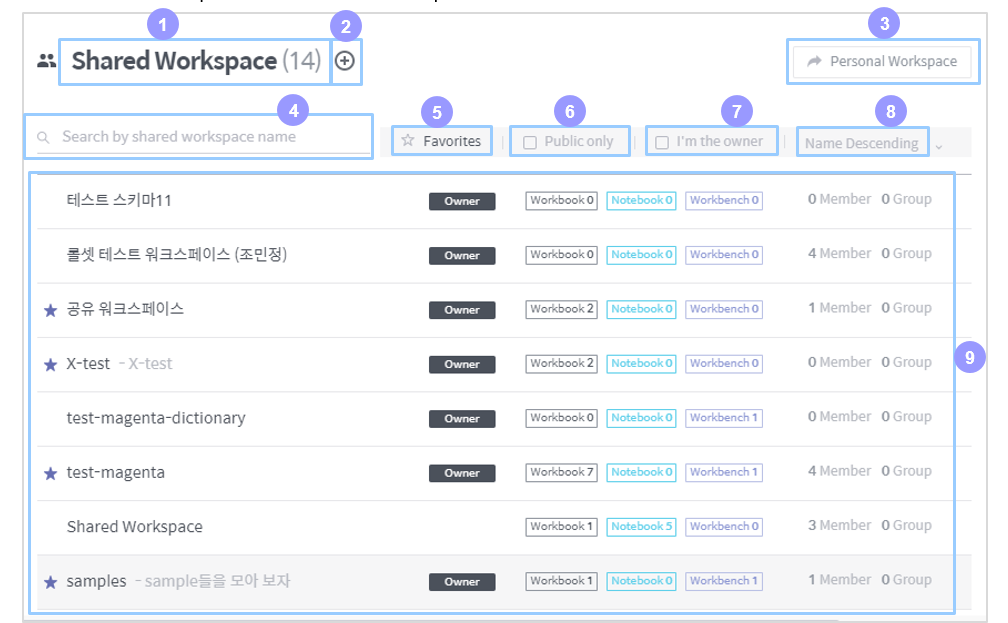 1 2 3
Shared Workspace (14)
Personal Workspace
4 5 6 7 8
Search by shared workspace name Favorites Public only I'm the owner Name Descending
테스트 스키마11 Owner Workbook 0 Notebook 0 Workbench 0 0 Member 0 Group
롤셋 테스트 워크스페이스 (조민정) Owner Workbook 0 Notebook 0 Workbench 0 4 Member 0 Group
공유 워크스페이스 Owner Workbook 2 Notebook 0 Workbench 0 1 Member 0 Group
X-test - X-test Owner Workbook 2 Notebook 0 Workbench 0 0 Member 0 Group
9
test-magenta-dictionary Owner Workbook 0 Notebook 0 Workbench 1 0 Member 0 Group
test-magenta Owner Workbook 7 Notebook 0 Workbench 1 4 Member 0 Group
Shared Workspace Workbook 1 Notebook 5 Workbench 0 3 Member 0 Group
samples - sample들을 모아 보자 Owner Workbook 1 Notebook 0 Workbench 1 1 Member 0 Group